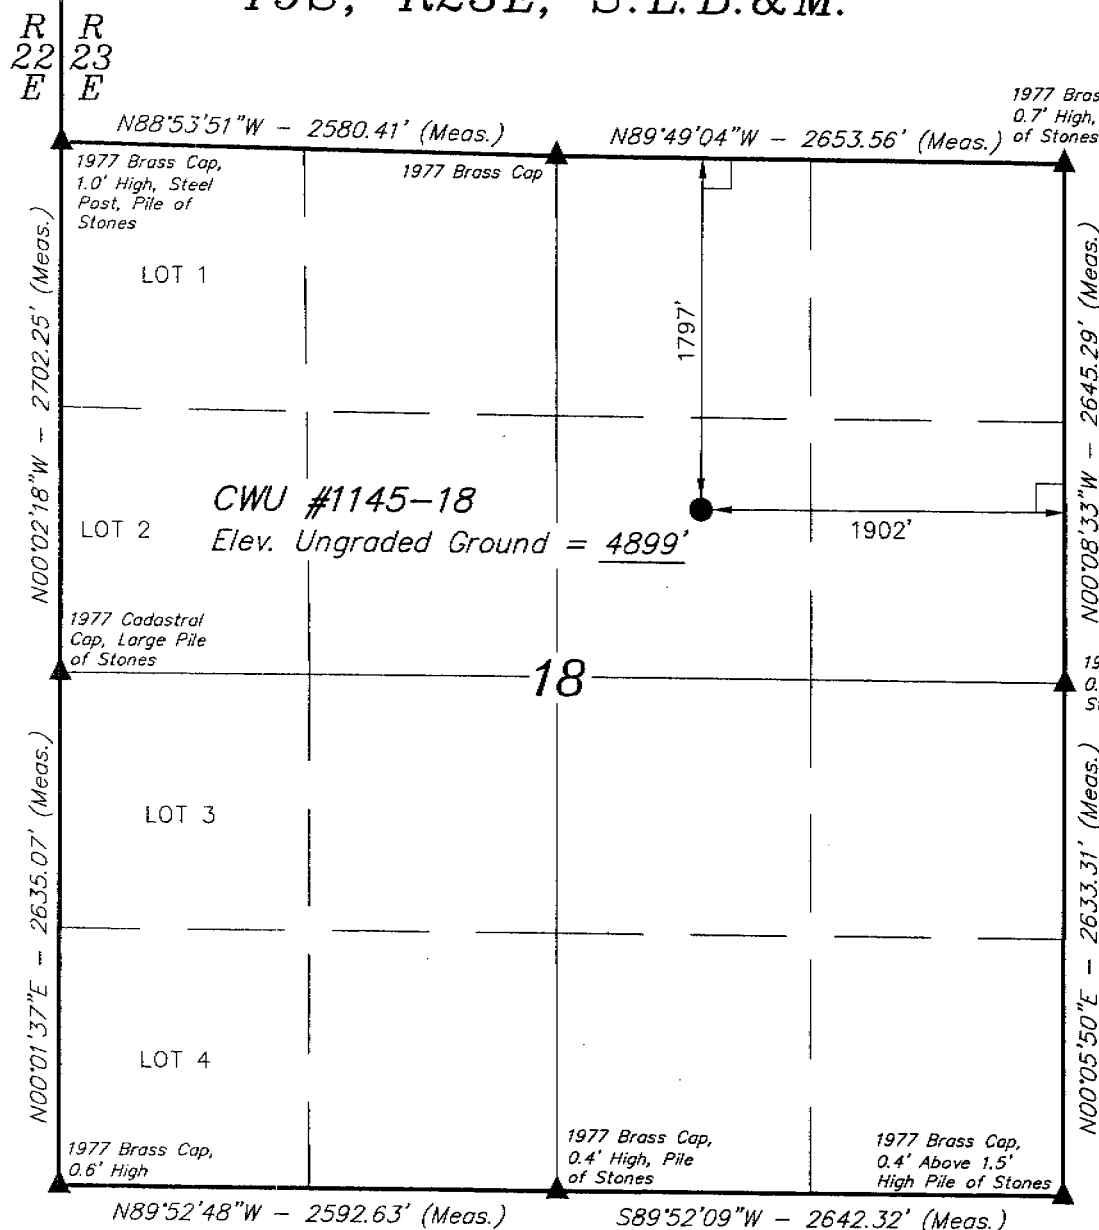 T9S, R23E, S.L.B.&M.
R R
22 23
E E
N88°53'51"W - 2580.41' (Meas.)
N89°49'04"W - 2653.56' (Meas.)
1977 Bras
0.7' High,
of Stones
1977 Brass Cap,
1.0' High, Steel
Post, Pile of
Stones
1977 Brass Cap
LOT 1
N00°02'18"W - 2702.25' (Meas.)
1797'
N00°08'33"W - 2645.29' (Meas.)
CWU #1145-18
Elev. Ungraded Ground = 4899'
LOT 2
1902'
1977 Cadastral
Cap, Large Pile
of Stones
18
19
0.
St
LOT 3
N00°01'37"E - 2635.07' (Meas.)
N00°05'50"E - 2633.31' (Meas.)
LOT 4
1977 Brass Cap,
0.6' High
1977 Brass Cap,
0.4' High, Pile
of Stones
1977 Brass Cap,
0.4' Above 1.5'
High Pile of Stones
N89°52'48"W - 2592.63' (Meas.)
S89°52'09"W - 2642.32' (Meas.)